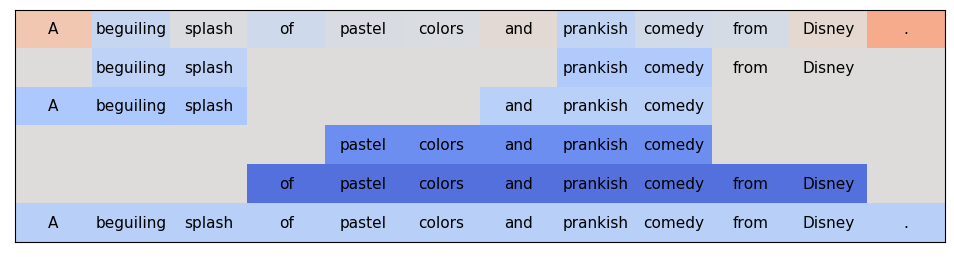 A beguiling splash of pastel colors and prankish comedy from Disney .
beguiling splash prankish comedy from Disney
A beguiling splash and prankish comedy
pastel colors and prankish comedy
of pastel colors and prankish comedy from Disney
A beguiling splash of pastel colors and prankish comedy from Disney .